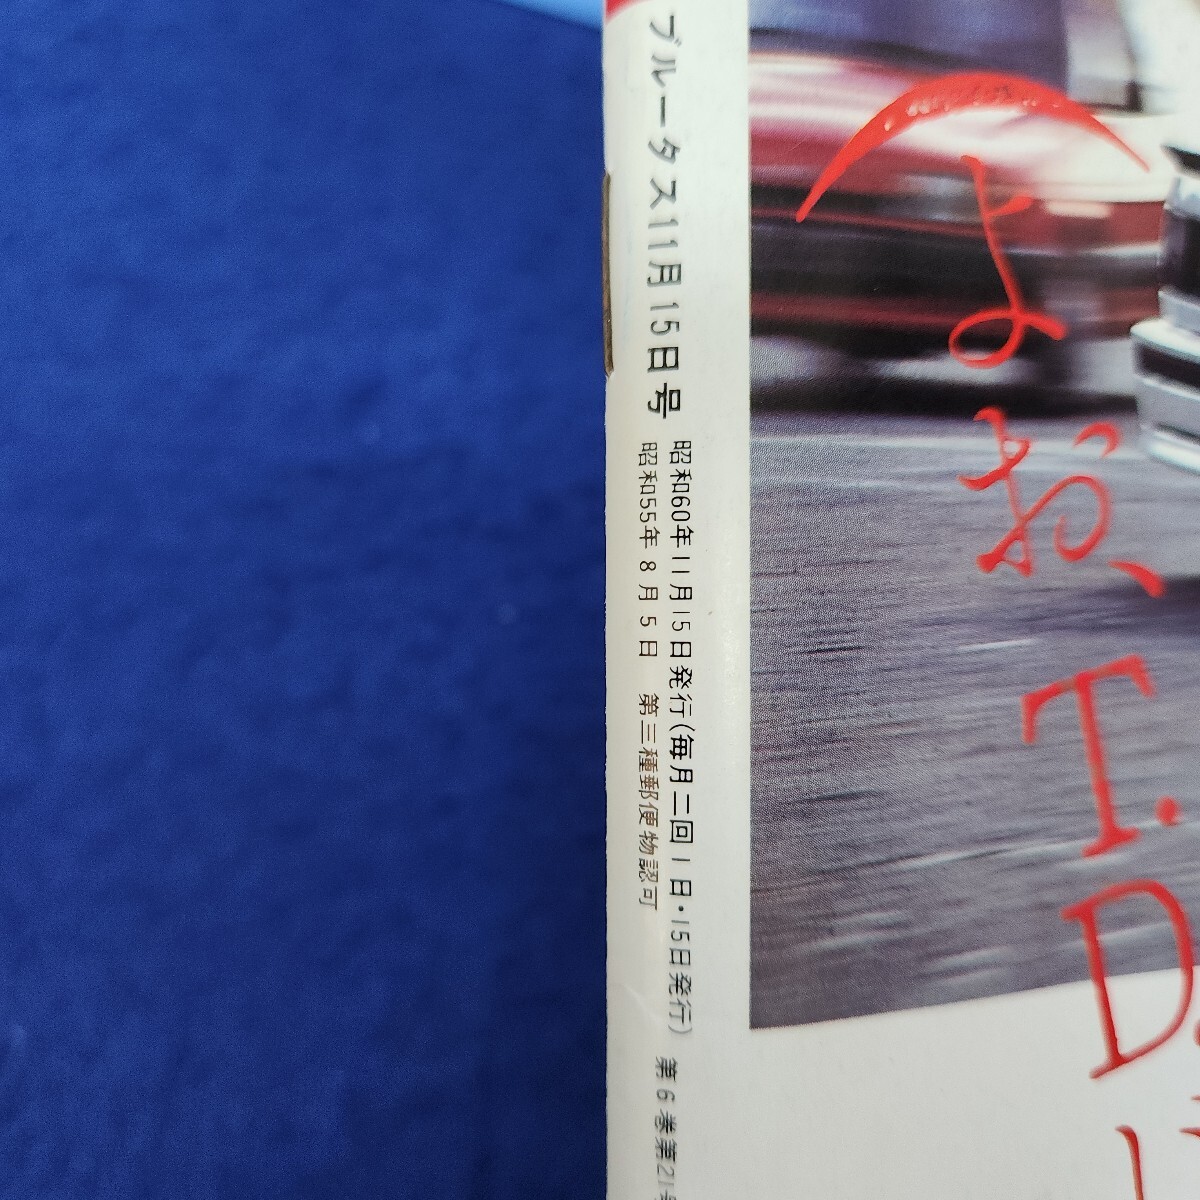 ブルータス11月15日号
昭和60年11月15日発行(毎月二回1日・15日発行) 第6巻第21号
昭和55年8月5日 第三種郵便物認可
よお、T.D.